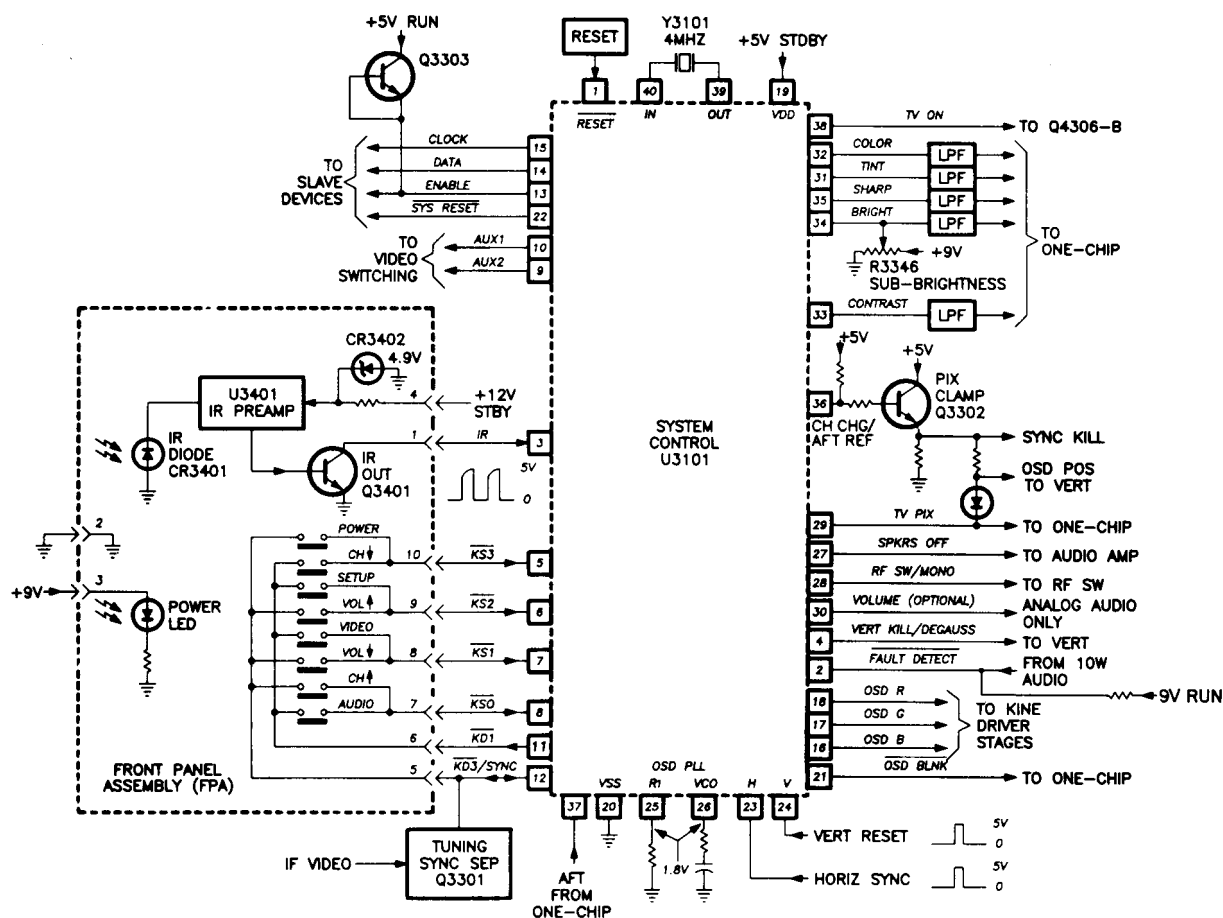 +5V RUN
Q3303
RESET
Y3101
4MHZ
+5V STDBY
1
40
39
19
RESET
IN
OUT
VDD
CLOCK
15
DATA
14
ENABLE
13
SYS RESET
22
TO
SLAVE
DEVICES
AUX1
10
AUX2
9
TO
VIDEO
SWITCHING
38
TV ON
TO Q4306-B
32
COLOR
LPF
31
TINT
LPF
35
SHARP
LPF
34
BRIGHT
LPF
+9V
R3346
SUB-BRIGHTNESS
TO
ONE-CHIP
33
CONTRAST
LPF
CR3402
4.9V
U3401
IR PREAMP
4
+12V
STBY
IR
DIODE
CR3401
1
IR
3
IR
OUT
Q3401
5V
0
SYSTEM
CONTROL
U3101
+5V
+5V
36
CH CHG/
AFT REF
PIX
CLAMP
Q3302
SYNC KILL
OSD POS
TO VERT
29
TV PIX
TO ONE-CHIP
27
SPKRS OFF
TO AUDIO AMP
28
RF SW/MONO
TO RF SW
30
VOLUME (OPTIONAL)
ANALOG AUDIO
ONLY
4
VERT KILL/DEGAUSS
TO VERT
2
FAULT DETECT
FROM 10W
AUDIO
9V RUN
18
OSD R
17
OSD G
16
OSD B
TO KINE
DRIVER
STAGES
21
OSD BLNK
TO ONE-CHIP
2
+9V
3
POWER
LED
POWER
CH
10
KS3
5
SETUP
VOL
9
KS2
6
VIDEO
VOL
8
KS1
7
CH
AUDIO
7
KS0
8
6
KD1
11
5
KD3/SYNC
12
FRONT PANEL
ASSEMBLY (FPA)
IF VIDEO
TUNING
SYNC SEP
Q3301
OSD PLL
VSS
R1
VCO
H
V
37
20
25
26
23
24
AFT
FROM
ONE-CHIP
1.8V
VERT RESET
5V
0
HORIZ SYNC
5V
0